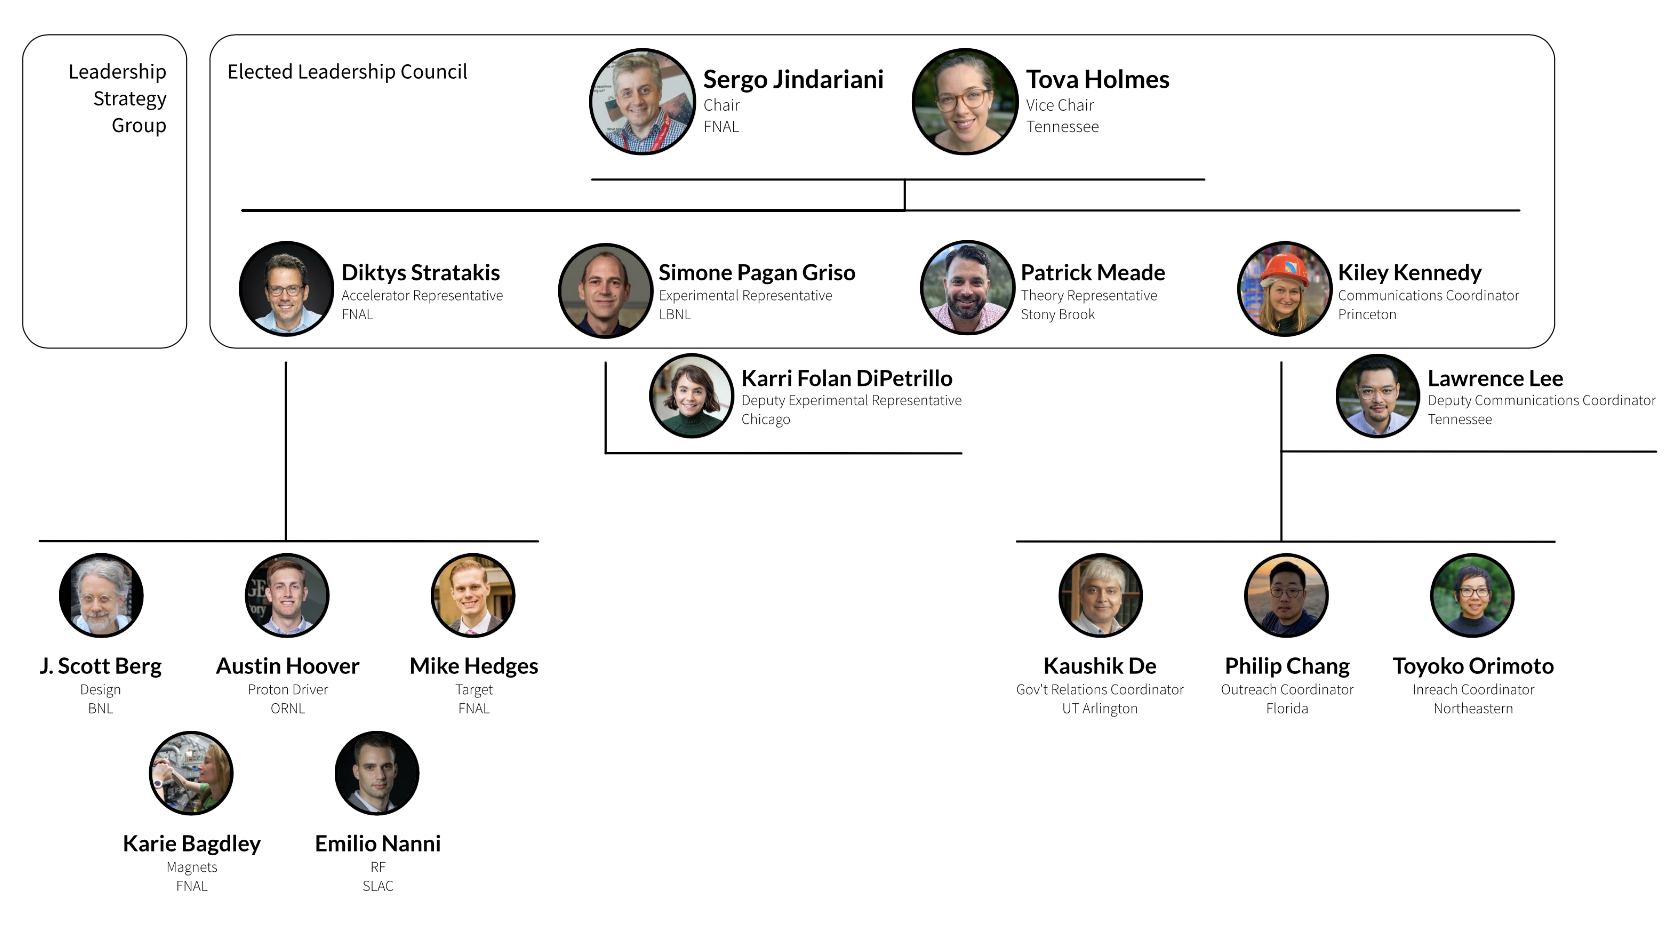 Leadership
Strategy
Group
Elected Leadership Council
Sergo Jindariani
Chair
FNAL
Tova Holmes
Vice Chair
Tennessee
Diktys Stratakis
Accelerator Representative
FNAL
Simone Pagan Griso
Experimental Representative
LBNL
Patrick Meade
Theory Representative
Stony Brook
Kiley Kennedy
Communications Coordinator
Princeton
Karri Folan DiPetrillo
Deputy Experimental Representative
Chicago
Lawrence Lee
Deputy Communications Coordinator
Tennessee
J. Scott Berg
Design
BNL
Austin Hoover
Proton Driver
ORNL
Mike Hedges
Target
FNAL
Kaushik De
Gov't Relations Coordinator
UT Arlington
Philip Chang
Outreach Coordinator
Florida
Toyoko Orimoto
Inreach Coordinator
Northeastern
Karie Bagdley
Magnets
FNAL
Emilio Nanni
RF
SLAC